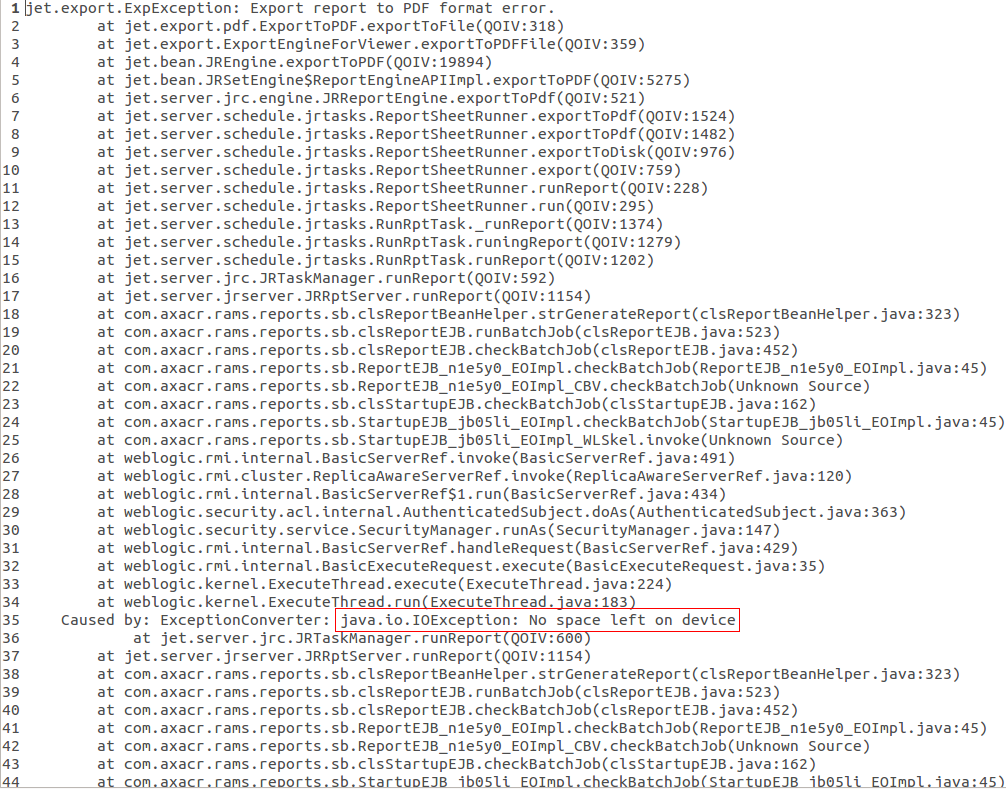 1 jet.export.ExpException: Export report to PDF format error.
2 at jet.export.pdf.ExportToPDF.exportToFile(QOIV:318)
3 at jet.export.ExportEngineForViewer.exportToPDFFile(QOIV:359)
4 at jet.bean.JREngine.exportToPDF(QOIV:19894)
5 at jet.bean.JRSetEngine$ReportEngineAPIImpl.exportToPDF(QOIV:5275)
6 at jet.server.jrc.engine.JRReportEngine.exportToPdf(QOIV:521)
7 at jet.server.schedule.jrtasks.ReportSheetRunner.exportToPdf(QOIV:1524)
8 at jet.server.schedule.jrtasks.ReportSheetRunner.exportToPdf(QOIV:1482)
9 at jet.server.schedule.jrtasks.ReportSheetRunner.exportToDisk(QOIV:976)
10 at jet.server.schedule.jrtasks.ReportSheetRunner.export(QOIV:759)
11 at jet.server.schedule.jrtasks.ReportSheetRunner.runReport(QOIV:228)
12 at jet.server.schedule.jrtasks.ReportSheetRunner.run(QOIV:295)
13 at jet.server.schedule.jrtasks.RunRptTask._runReport(QOIV:1374)
14 at jet.server.schedule.jrtasks.RunRptTask.runingReport(QOIV:1279)
15 at jet.server.schedule.jrtasks.RunRptTask.runReport(QOIV:1202)
16 at jet.server.jrc.JRTaskManager.runReport(QOIV:592)
17 at jet.server.jrserver.JRRptServer.runReport(QOIV:1154)
18 at com.axacr.rams.reports.sb.clsReportBeanHelper.strGenerateReport(clsReportBeanHelper.java:323)
19 at com.axacr.rams.reports.sb.clsReportEJB.runBatchJob(clsReportEJB.java:523)
20 at com.axacr.rams.reports.sb.clsReportEJB.checkBatchJob(clsReportEJB.java:452)
21 at com.axacr.rams.reports.sb.ReportEJB_n1e5y0_EOImpl.checkBatchJob(ReportEJB_n1e5y0_EOImpl.java:45)
22 at com.axacr.rams.reports.sb.ReportEJB_n1e5y0_EOImpl_CBV.checkBatchJob(Unknown Source)
23 at com.axacr.rams.reports.sb.clsStartupEJB.checkBatchJob(clsStartupEJB.java:162)
24 at com.axacr.rams.reports.sb.StartupEJB_jb05li_EOImpl.checkBatchJob(StartupEJB_jb05li_EOImpl.java:45)
25 at com.axacr.rams.reports.sb.StartupEJB_jb05li_EOImpl_WLSkel.invoke(Unknown Source)
26 at weblogic.rmi.internal.BasicServerRef.invoke(BasicServerRef.java:491)
27 at weblogic.rmi.cluster.ReplicaAwareServerRef.invoke(ReplicaAwareServerRef.java:120)
28 at weblogic.rmi.internal.BasicServerRef$1.run(BasicServerRef.java:434)
29 at weblogic.security.acl.internal.AuthenticatedSubject.doAs(AuthenticatedSubject.java:363)
30 at weblogic.security.service.SecurityManager.runAs(SecurityManager.java:147)
31 at weblogic.rmi.internal.BasicServerRef.handleRequest(BasicServerRef.java:429)
32 at weblogic.rmi.internal.BasicExecuteRequest.execute(BasicExecuteRequest.java:35)
33 at weblogic.kernel.ExecuteThread.execute(ExecuteThread.java:224)
34 at weblogic.kernel.ExecuteThread.run(ExecuteThread.java:183)
35 Caused by: ExceptionConverter: java.io.IOException: No space left on device
36 at jet.server.jrc.JRTaskManager.runReport(QOIV:600)
37 at jet.server.jrserver.JRRptServer.runReport(QOIV:1154)
38 at com.axacr.rams.reports.sb.clsReportBeanHelper.strGenerateReport(clsReportBeanHelper.java:323)
39 at com.axacr.rams.reports.sb.clsReportEJB.runBatchJob(clsReportEJB.java:523)
40 at com.axacr.rams.reports.sb.clsReportEJB.checkBatchJob(clsReportEJB.java:452)
41 at com.axacr.rams.reports.sb.ReportEJB_n1e5y0_EOImpl.checkBatchJob(ReportEJB_n1e5y0_EOImpl.java:45)
42 at com.axacr.rams.reports.sb.ReportEJB_n1e5y0_EOImpl_CBV.checkBatchJob(Unknown Source)
43 at com.axacr.rams.reports.sb.clsStartupEJB.checkBatchJob(clsStartupEJB.java:162)
44 at com.axacr.rams.reports.sb.StartupEJB_jb05li_EOImpl.checkBatchJob(StartupEJB_jb05li_EOImpl.java:45)